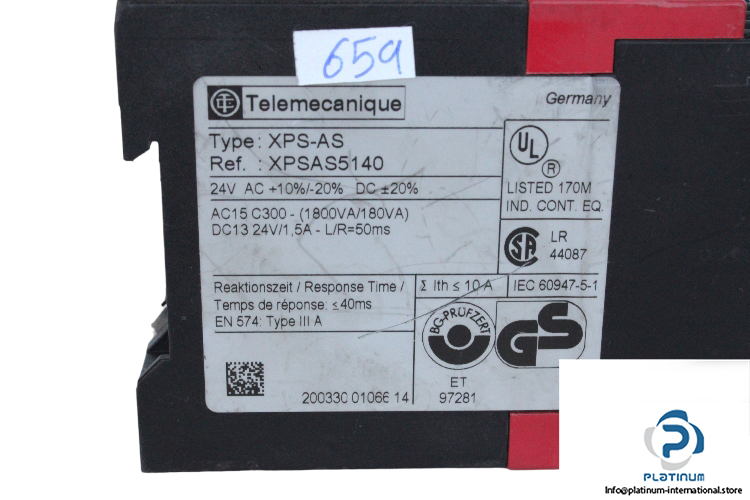 659
Telemecanique
Germany
Type: XPS-AS
Ref. : XPSAS5140
24V AC +10%/-20% DC ±20%
AC15 C300 - (1800VA/180VA)
DC13 24V/1,5A - L/R=50ms
UL
R
LISTED 170M
IND. CONT. EQ.
SA
LR
44087
Reaktionszeit / Response Time /
Temps de réponse: ≤40ms
EN 574: Type III A
Σ Ith ≤ 10 A
IEC 60947-5-1
BG-PRÜFZERT
GS
ET
97281
200330 01066 14
PLATINUM
Info@platinum-international.store